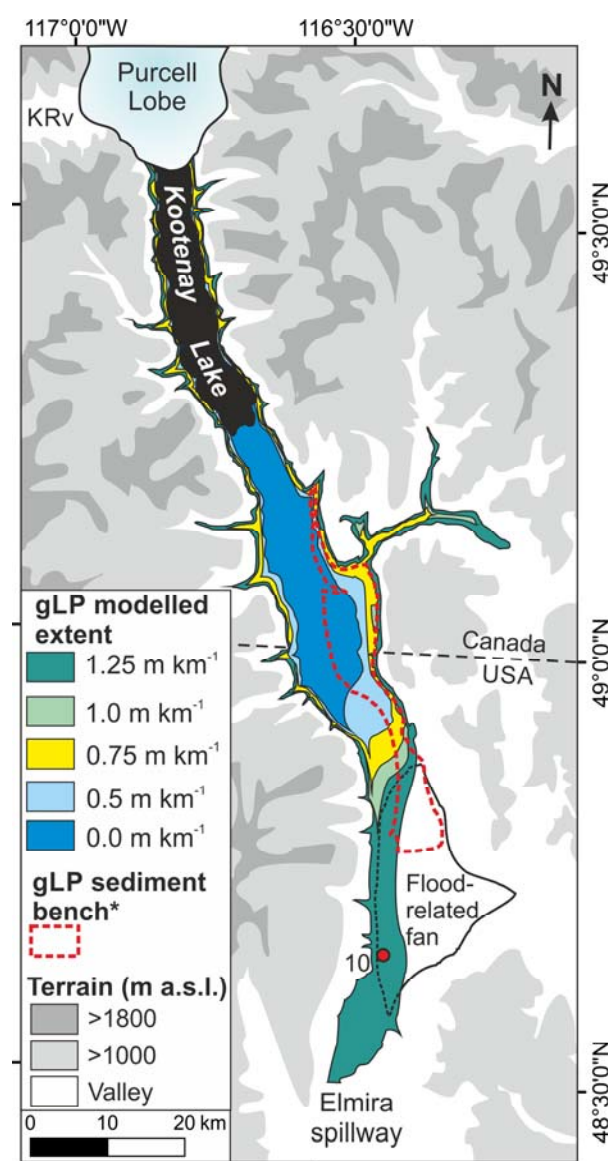 117°0'0"W
116°30'0"W
Purcell
Lobe
KRv
N
Kootenay
Lake
49°30'0"N
gLP modelled
extent
1.25 m km-1
1.0 m km-1
0.75 m km-1
0.5 m km-1
0.0 m km-1
Canada
USA
49°0'0"N
gLP sediment
bench*
Flood-
related
fan
10
Terrain (m a.s.l.)
>1800
>1000
Valley
0 10 20 km
Elmira
spillway
48°30'0"N